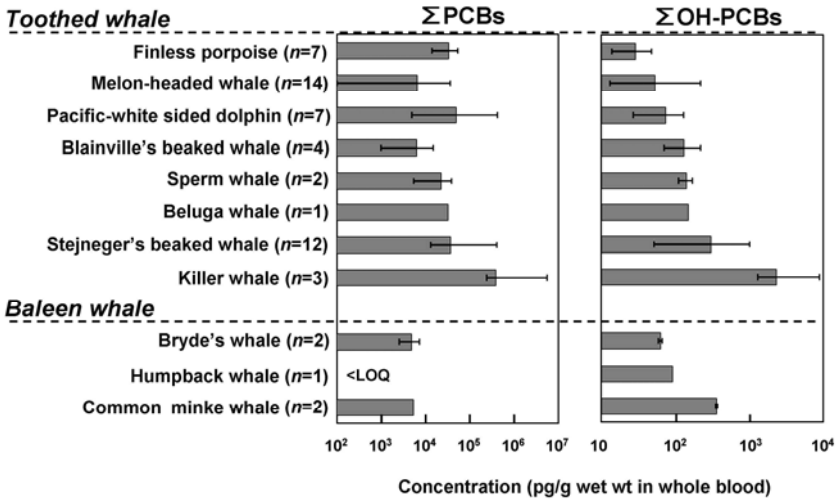 Toothed whale ΣPCBs ΣOH-PCBs
Finless porpoise (n=7)
Melon-headed whale (n=14)
Pacific-white sided dolphin (n=7)
Blainville's beaked whale (n=4)
Sperm whale (n=2)
Beluga whale (n=1)
Stejneger's beaked whale (n=12)
Killer whale (n=3)
Baleen whale
Bryde's whale (n=2)
Humpback whale (n=1) <LOQ
Common minke whale (n=2)
10² 10³ 10⁴ 10⁵ 10⁶ 10⁷ 10 10² 10³ 10⁴
Concentration (pg/g wet wt in whole blood)